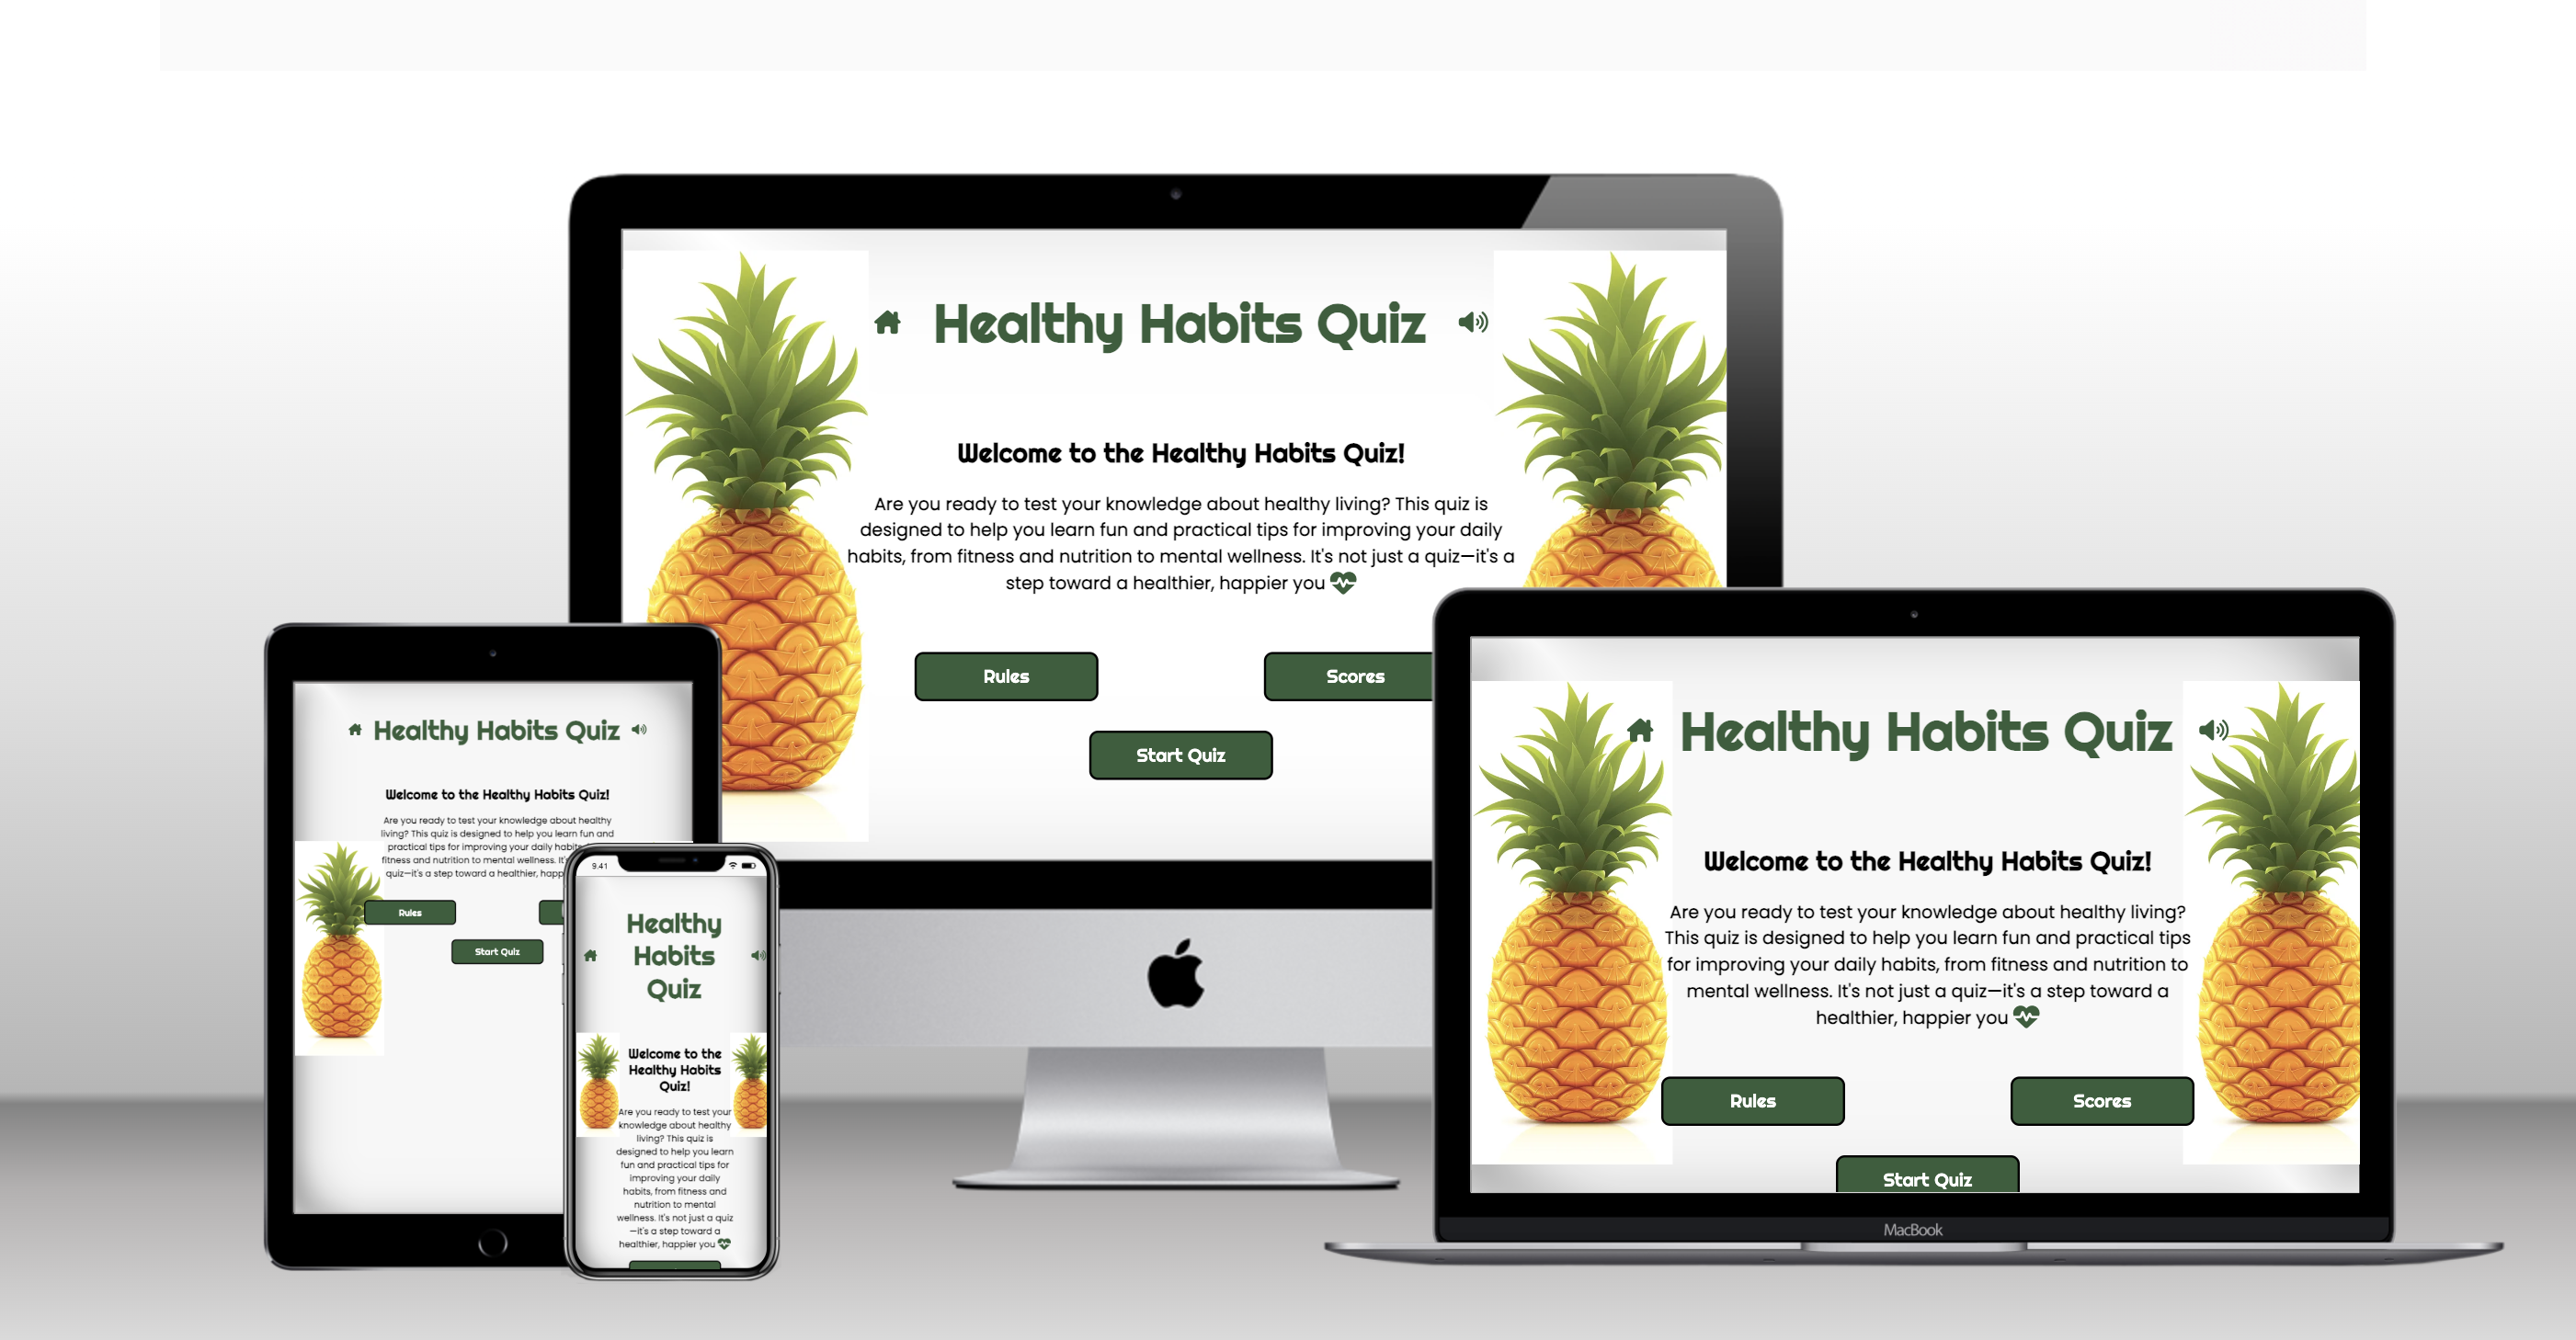 Healthy Habits Quiz
Welcome to the Healthy Habits Quiz!
Are you ready to test your knowledge about healthy living? This quiz is
designed to help you learn fun and practical tips for improving your daily
habits, from fitness and nutrition to mental wellness. It's not just a quiz—it's a
step toward a healthier, happier you
Rules
Scores
Start Quiz
Healthy Habits Quiz
Welcome to the Healthy Habits Quiz!
Are you ready to test your knowledge about healthy
living? This quiz is designed to help you learn fun and
practical tips for improving your daily
fitness and nutrition to mental wellness.
quiz—it's a step toward a healthier,
Rules
Start Quiz
9.41
Healthy
Habits
Quiz
Welcome to the
Healthy Habits
Quiz!
Are you ready to test your
knowledge about healthy
living? This quiz is
designed to help you learn
fun and practical tips for
improving your daily
habits, from fitness and
nutrition to mental
wellness. It's not just a quiz
—it's a step toward a
healthier, happier you
Healthy Habits Quiz
Welcome to the Healthy Habits Quiz!
Are you ready to test your knowledge about healthy living?
This quiz is designed to help you learn fun and practical tips
for improving your daily habits, from fitness and nutrition to
mental wellness. It's not just a quiz—it's a step toward a
healthier, happier you
Rules
Scores
Start Quiz
MacBook